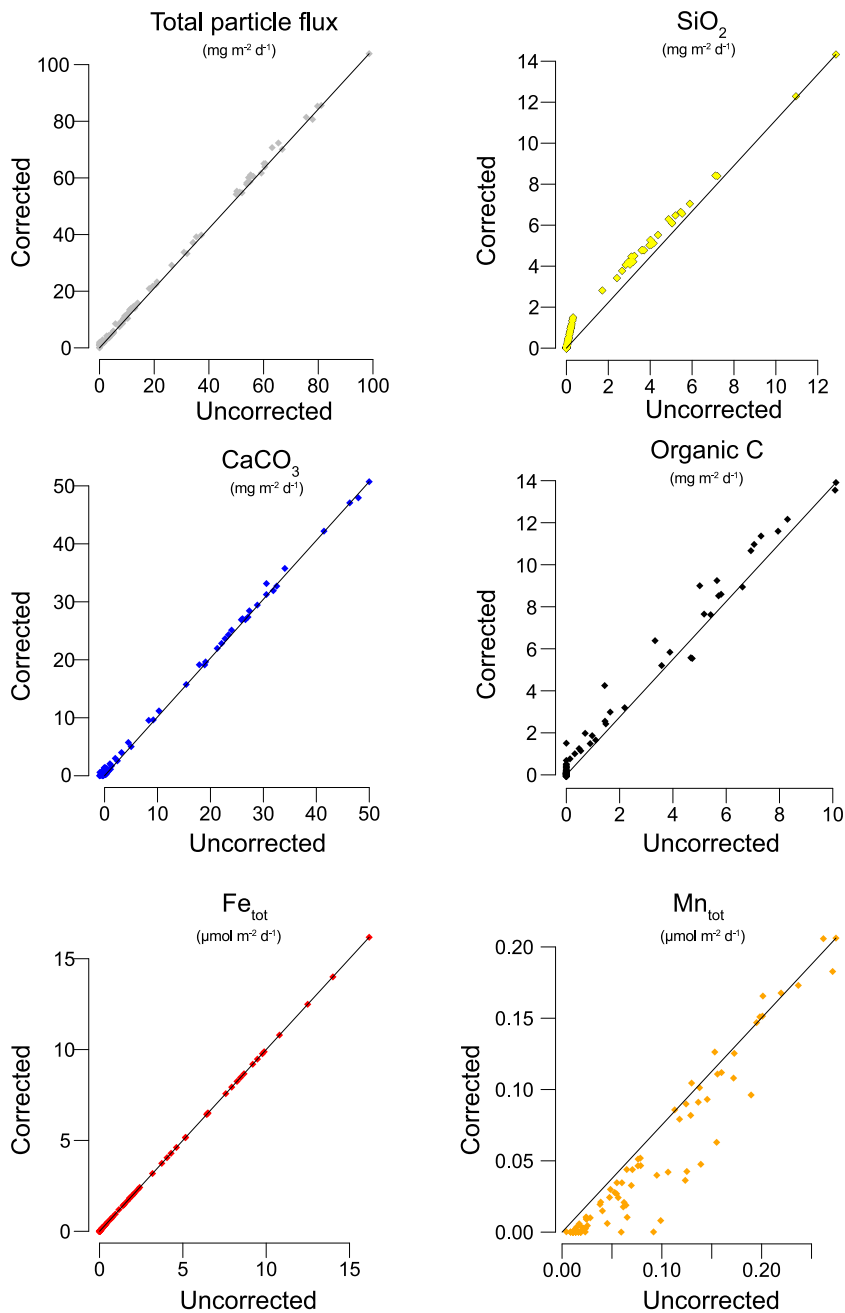 Total particle flux
(mg m⁻² d⁻¹)
100
80
60
40
20
0
Corrected
0 20 40 60 80 100
Uncorrected
SiO₂
(mg m⁻² d⁻¹)
14
12
10
8
6
4
2
0
Corrected
0 2 4 6 8 10 12
Uncorrected
CaCO₃
(mg m⁻² d⁻¹)
50
40
30
20
10
0
Corrected
0 10 20 30 40 50
Uncorrected
Organic C
(mg m⁻² d⁻¹)
14
12
10
8
6
4
2
0
Corrected
0 2 4 6 8 10
Uncorrected
Fe_tot
(µmol m⁻² d⁻¹)
15
10
5
0
Corrected
0 5 10 15
Uncorrected
Mn_tot
(µmol m⁻² d⁻¹)
0.20
0.15
0.10
0.05
0.00
Corrected
0.00 0.10 0.20
Uncorrected